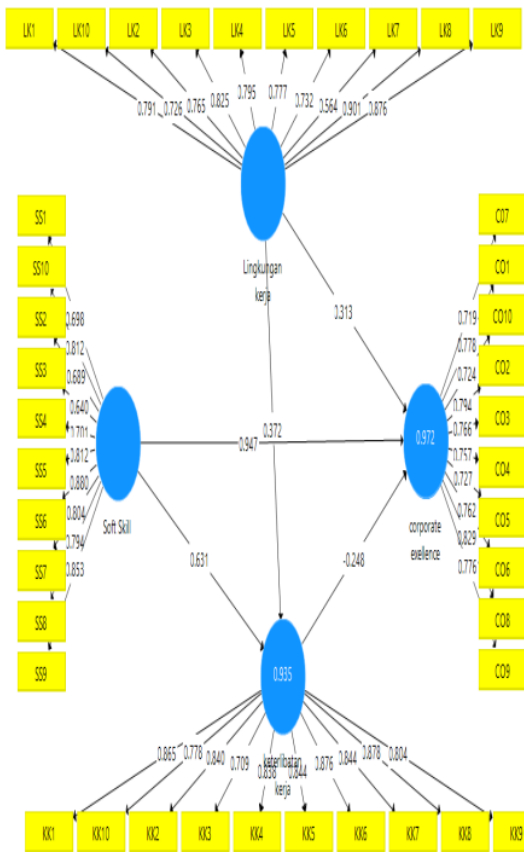 LK1 LK10 LK2 LK3 LK4 LK5 LK6 LK7 LK8 LK9
0.791 0.726 0.765 0.825 0.795 0.777 0.732 0.564 0.901 0.876
Lingkungan
kerja
SS1
SS10
SS2
SS3
SS4
SS5
SS6
SS7
SS8
SS9
0.698
0.812
0.689
0.640
0.701
0.812
0.880
0.804
0.794
0.853
Soft Skill
0.313
0.372
0.947
0.631
-0.248
0.972
corporate
exellence
0.719
0.778
0.724
0.794
0.766
0.757
0.727
0.762
0.829
0.776
CO7
CO1
CO10
CO2
CO3
CO4
CO5
CO6
CO8
CO9
0.935
keterlibatan
kerja
0.865 0.778 0.840 0.709 0.838 0.844 0.876 0.844 0.878 0.804
KK1 KK10 KK2 KK3 KK4 KK5 KK6 KK7 KK8 KK9